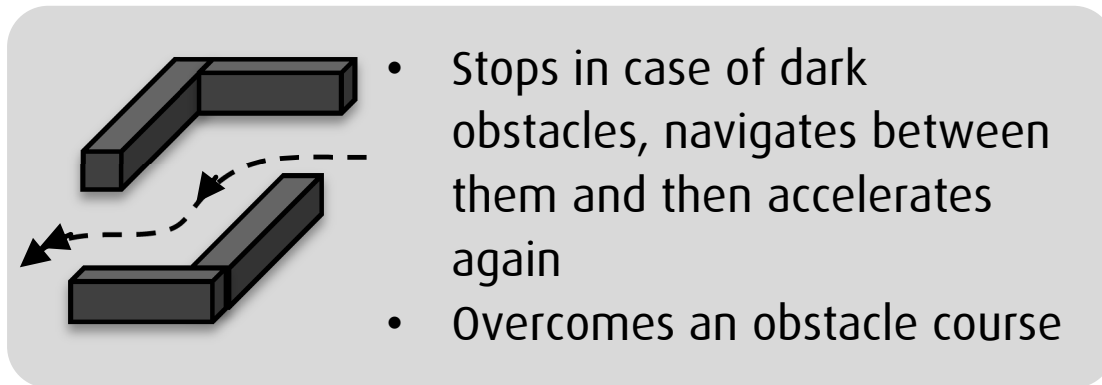 • Stops in case of dark
obstacles, navigates between
them and then accelerates
again
• Overcomes an obstacle course